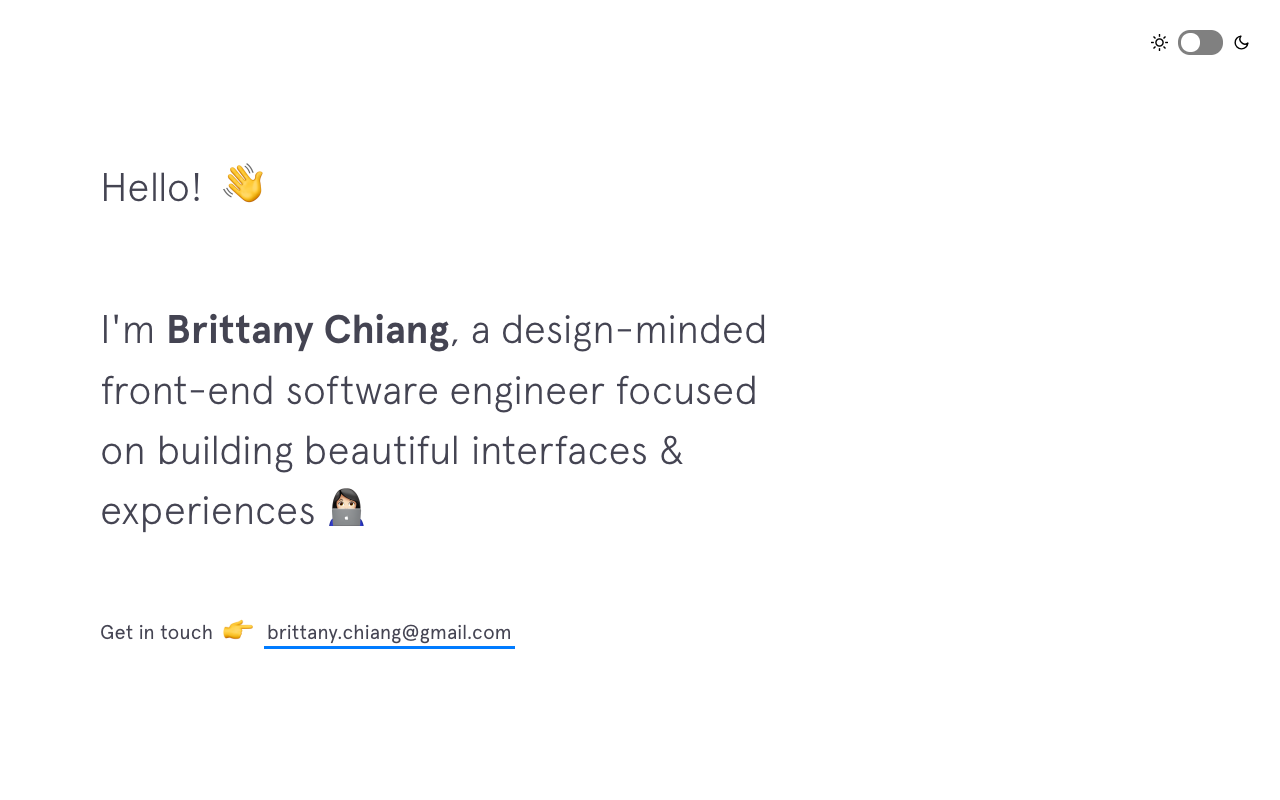 Hello! 👋
I'm Brittany Chiang, a design-minded
front-end software engineer focused
on building beautiful interfaces &
experiences 👩🏻‍💻
Get in touch 👉 brittany.chiang@gmail.com